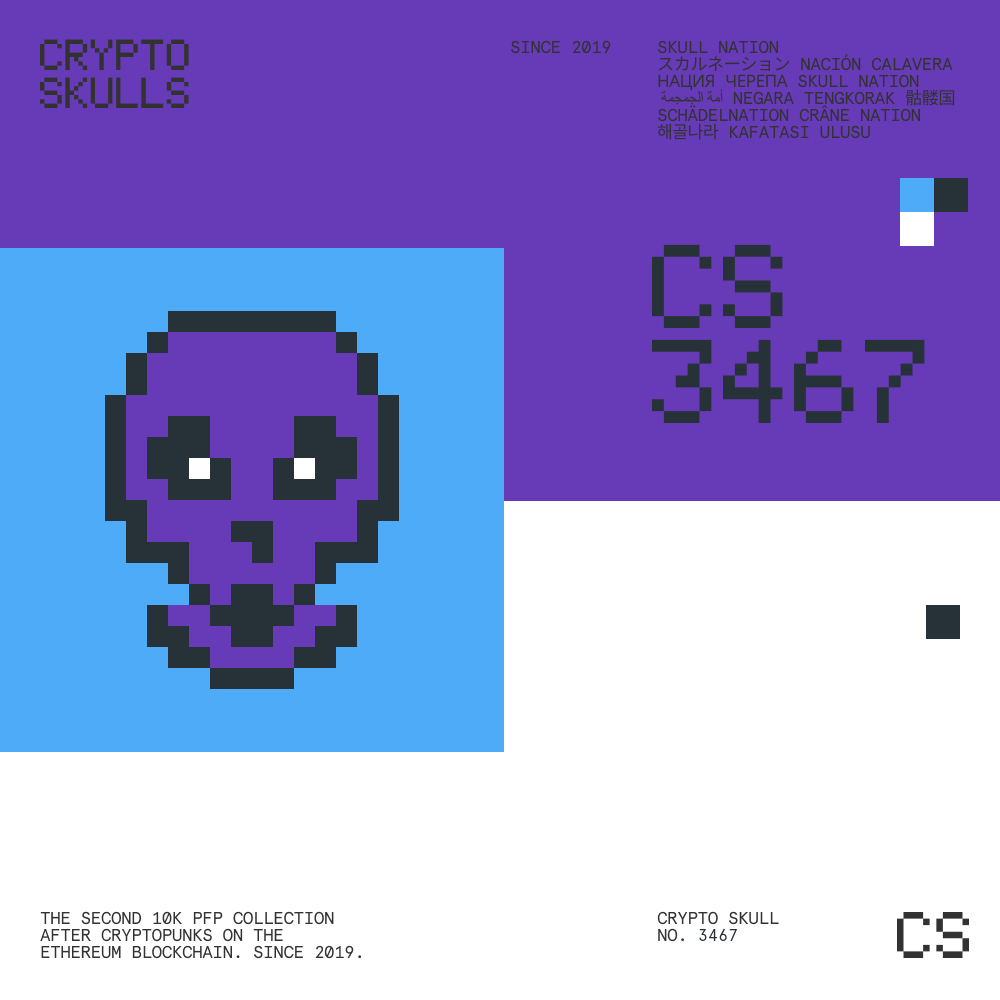 CRYPTO
SKULLS
SINCE 2019
SKULL NATION
スカルネーション NACIÓN CALAVERA
НАЦИЯ ЧЕРЕПА SKULL NATION
أمة الجمجمة NEGARA TENGKORAK 骷髅国
SCHÄDELNATION CRÂNE NATION
해골나라 KAFATASI ULUSU
CS
3467
THE SECOND 10K PFP COLLECTION
AFTER CRYPTOPUNKS ON THE
ETHEREUM BLOCKCHAIN. SINCE 2019.
CRYPTO SKULL
NO. 3467
CS